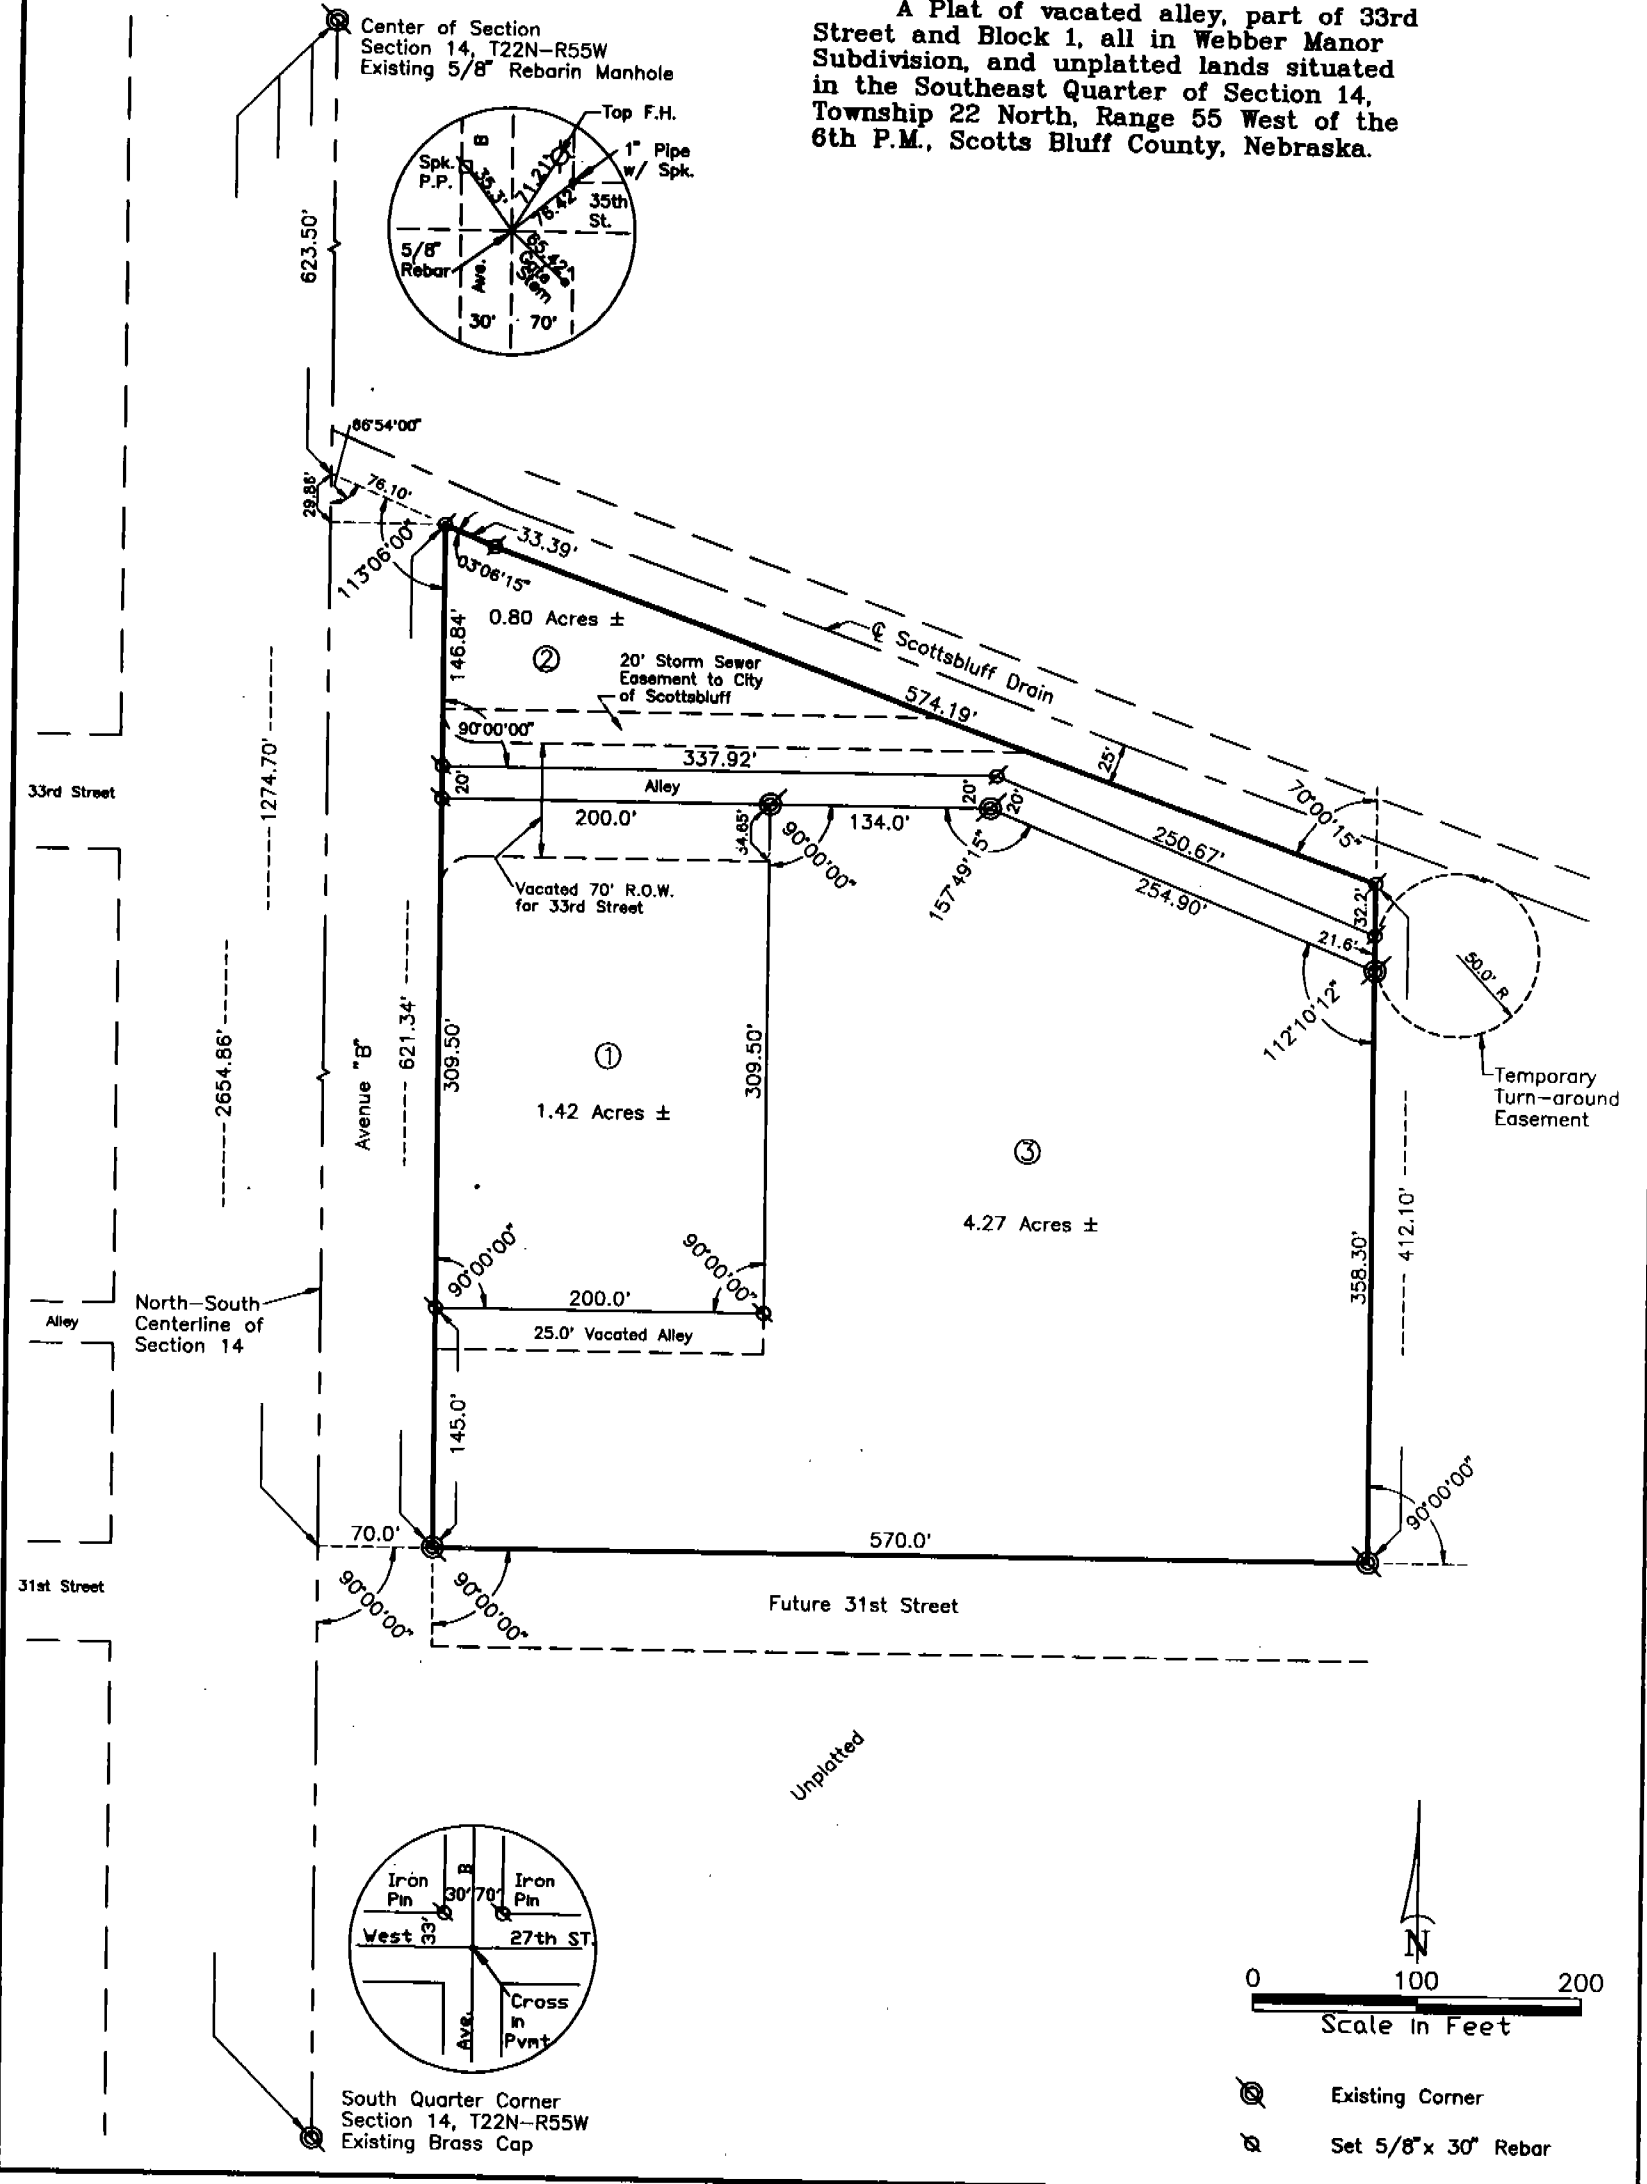 A Plat of vacated alley, part of 33rd
Street and Block 1, all in Webber Manor
Subdivision, and unplatted lands situated
in the Southeast Quarter of Section 14,
Township 22 North, Range 55 West of the
6th P.M., Scotts Bluff County, Nebraska.
Center of Section
Section 14, T22N-R55W
Existing 5/8" Rebarin Manhole
Top F.H.
1" Pipe
w/ Spk.
Spk.
P.P.
B
35.3'
71.21'
76.42'
35th
St.
5/8"
Rebar
Ave.
65.42'
Gate
Stem
30'
70'
623.50'
86°54'00"
29.86'
76.10'
113°06'00"
33.39'
03°06'15"
0.80 Acres ±
146.84'
2
20' Storm Sewer
Easement to City
of Scottsbluff
℄ Scottsbluff Drain
574.19'
25'
90°00'00"
337.92'
33rd Street
1274.70'
20'
Alley
20'
20'
70°00'15"
200.0'
34.65'
90°00'00"
134.0'
157°49'15"
250.67'
254.90'
Vacated 70' R.O.W.
for 33rd Street
32.2'
21.6'
50.0' R
112°10'12"
2654.86'
Avenue "B"
621.34'
309.50'
1
309.50'
1.42 Acres ±
Temporary
Turn-around
Easement
3
4.27 Acres ±
412.10'
358.30'
90°00'00"
90°00'00"
200.0'
25.0' Vacated Alley
Alley
North-South
Centerline of
Section 14
145.0'
90°00'00"
70.0'
570.0'
31st Street
90°00'00"
90°00'00"
Future 31st Street
Unplatted
Iron
Pin
B
30'
70'
Iron
Pin
33'
West
27th ST.
Cross
in
Pvmt
Ave.
South Quarter Corner
Section 14, T22N-R55W
Existing Brass Cap
N
0
100
200
Scale in Feet
Existing Corner
Set 5/8"x 30" Rebar